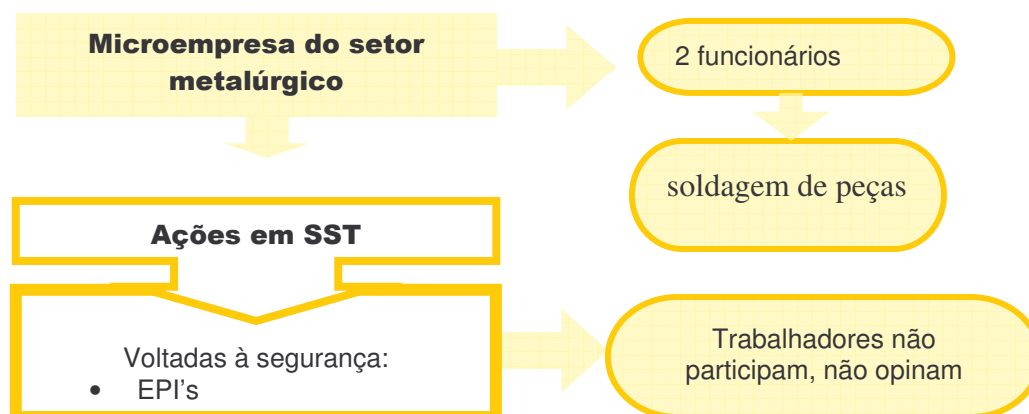 Microempresa do setor
metalúrgico
2 funcionários
soldagem de peças
Ações em SST
Voltadas à segurança:
• EPI's
Trabalhadores não
participam, não opinam